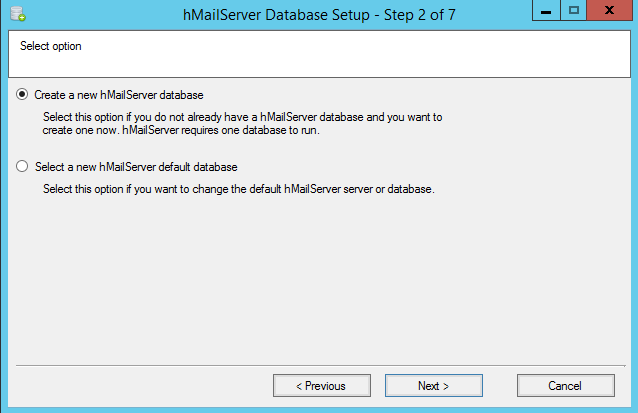 hMailServer Database Setup - Step 2 of 7
Select option
Create a new hMailServer database
Select this option if you do not already have a hMailServer database and you want to
create one now. hMailServer requires one database to run.
Select a new hMailServer default database
Select this option if you want to change the default hMailServer server or database.
< Previous
Next >
Cancel